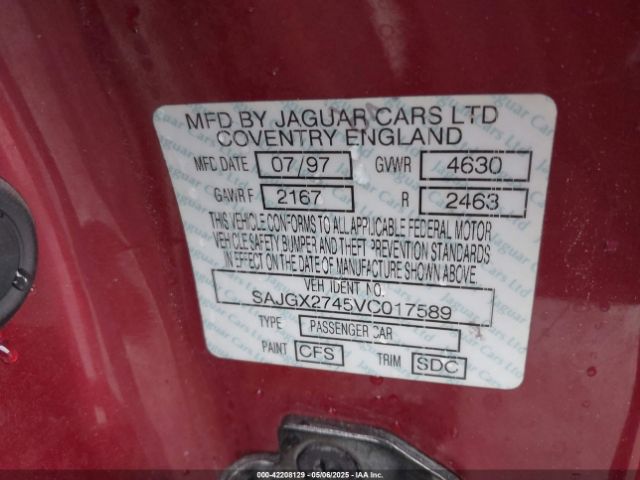 MFD BY JAGUAR CARS LTD
COVENTRY ENGLAND
MFC DATE 07/97 GVWR 4630
GAWR F 2167 R 2463
THIS VEHICLE CONFORMS TO ALL APPLICABLE FEDERAL MOTOR
VEHICLE SAFETY BUMPER AND THEFT PREVENTION STANDARDS
IN EFFECT ON THE DATE OF MANUFACTURE SHOWN ABOVE.
VEH IDENT NO.
SAJGX2745VC017589
TYPE PASSENGER CAR
PAINT CFS TRIM SDC
000-42208129 - 05/06/2025 - © IAA, Inc.